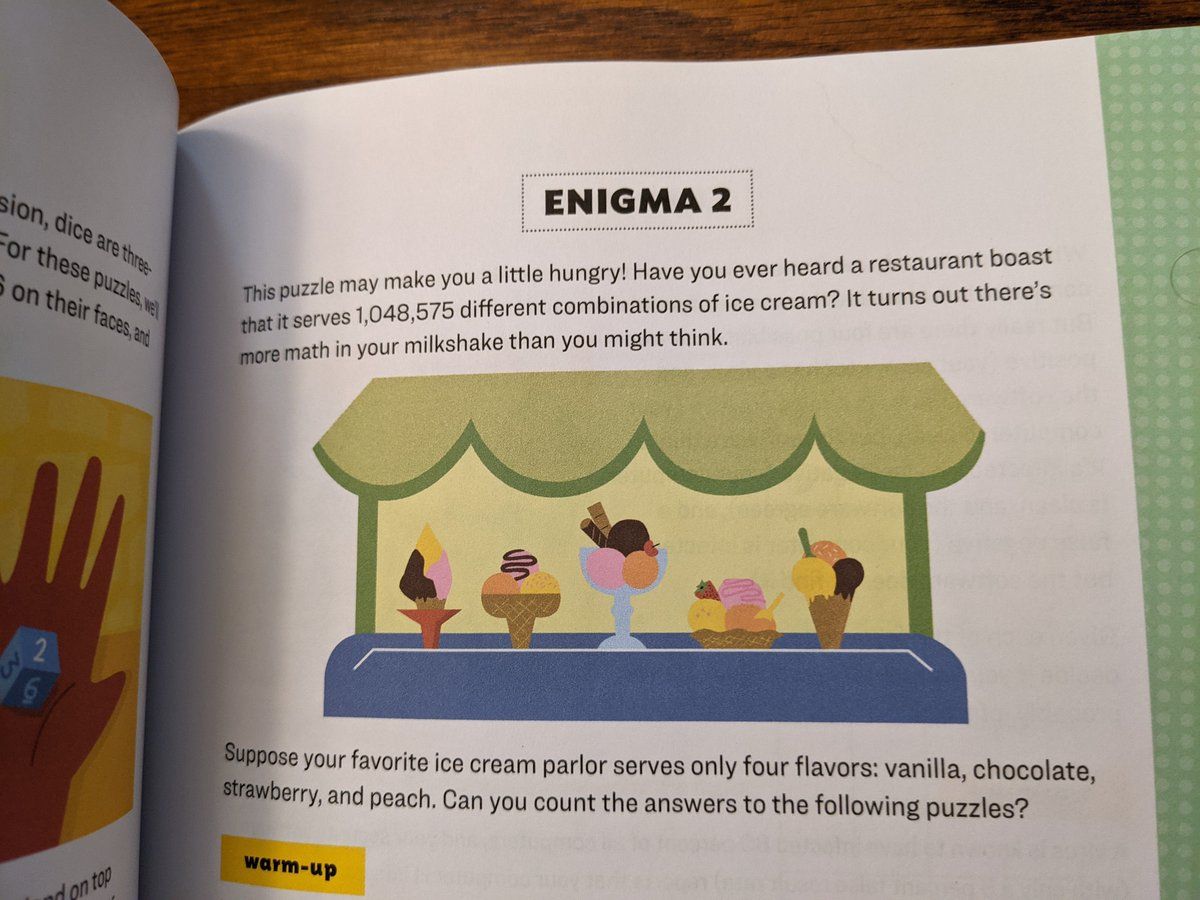 sion, dice are three-
For these puzzles, we'll
6 on their faces, and
2
3
6
and on top
ENIGMA 2
This puzzle may make you a little hungry! Have you ever heard a restaurant boast
that it serves 1,048,575 different combinations of ice cream? It turns out there's
more math in your milkshake than you might think.
Suppose your favorite ice cream parlor serves only four flavors: vanilla, chocolate,
strawberry, and peach. Can you count the answers to the following puzzles?
warm-up